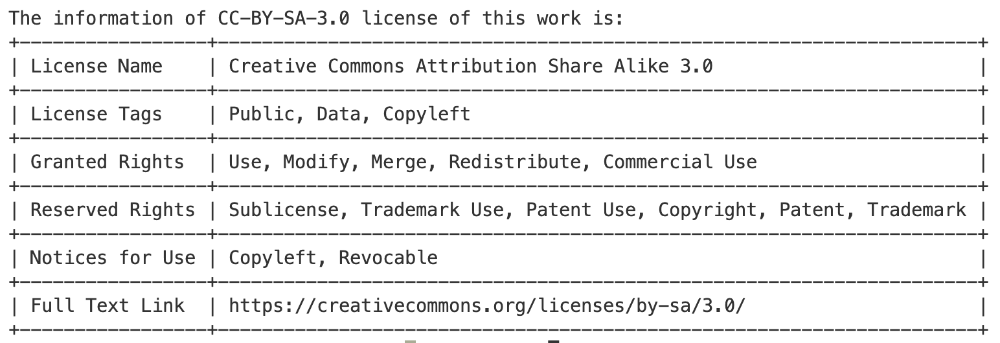 The information of CC-BY-SA-3.0 license of this work is:
+-----------------+---------------------------------------------------------------------+
| License Name    | Creative Commons Attribution Share Alike 3.0                        |
+-----------------+---------------------------------------------------------------------+
| License Tags    | Public, Data, Copyleft                                              |
+-----------------+---------------------------------------------------------------------+
| Granted Rights  | Use, Modify, Merge, Redistribute, Commercial Use                    |
+-----------------+---------------------------------------------------------------------+
| Reserved Rights | Sublicense, Trademark Use, Patent Use, Copyright, Patent, Trademark |
+-----------------+---------------------------------------------------------------------+
| Notices for Use | Copyleft, Revocable                                                 |
+-----------------+---------------------------------------------------------------------+
| Full Text Link  | https://creativecommons.org/licenses/by-sa/3.0/                     |
+-----------------+---------------------------------------------------------------------+